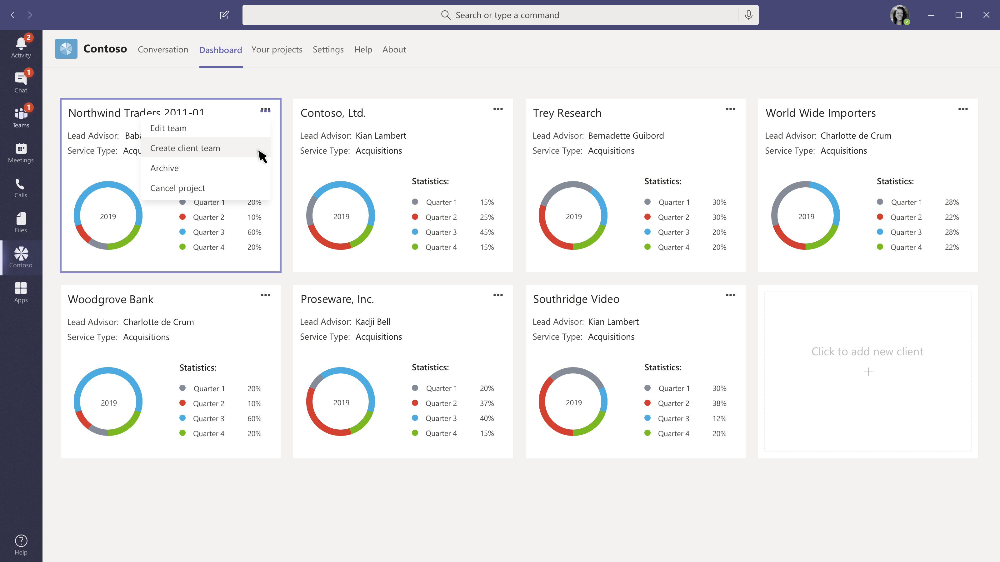 Search or type a command
2
Activity
1
Chat
1
Teams
Meetings
Calls
Files
Contoso
Apps
Help
Contoso Conversation Dashboard Your projects Settings Help About
Northwind Traders 2011-01
Lead Advisor:
Service Type:
Edit team
Create client team
Archive
Cancel project
2019
Quarter 1 20%
Quarter 2 10%
Quarter 3 60%
Quarter 4 20%
Contoso, Ltd.
Lead Advisor: Kian Lambert
Service Type: Acquisitions
2019
Statistics:
Quarter 1 15%
Quarter 2 25%
Quarter 3 45%
Quarter 4 15%
Trey Research
Lead Advisor: Bernadette Guibord
Service Type: Acquisitions
2019
Statistics:
Quarter 1 30%
Quarter 2 30%
Quarter 3 20%
Quarter 4 20%
World Wide Importers
Lead Advisor: Charlotte de Crum
Service Type: Acquisitions
2019
Statistics:
Quarter 1 28%
Quarter 2 22%
Quarter 3 28%
Quarter 4 22%
Woodgrove Bank
Lead Advisor: Charlotte de Crum
Service Type: Acquisitions
2019
Statistics:
Quarter 1 20%
Quarter 2 10%
Quarter 3 60%
Quarter 4 20%
Proseware, Inc.
Lead Advisor: Kadji Bell
Service Type: Acquisitions
2019
Statistics:
Quarter 1 20%
Quarter 2 37%
Quarter 3 40%
Quarter 4 15%
Southridge Video
Lead Advisor: Kian Lambert
Service Type: Acquisitions
2019
Statistics:
Quarter 1 30%
Quarter 2 38%
Quarter 3 12%
Quarter 4 20%
Click to add new client